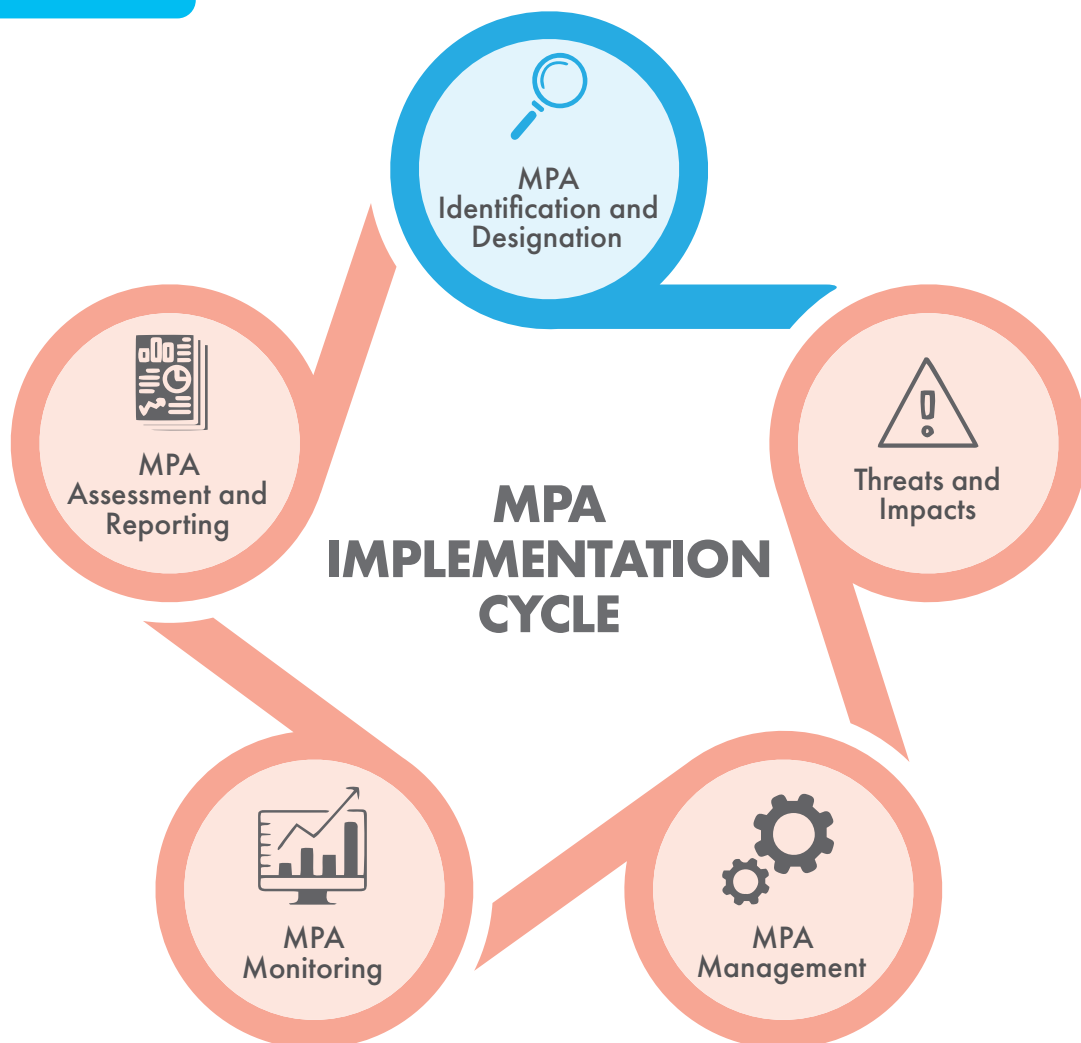 MPA
Identification and
Designation
MPA
Assessment and
Reporting
Threats and
Impacts
MPA
IMPLEMENTATION
CYCLE
MPA
Monitoring
MPA
Management